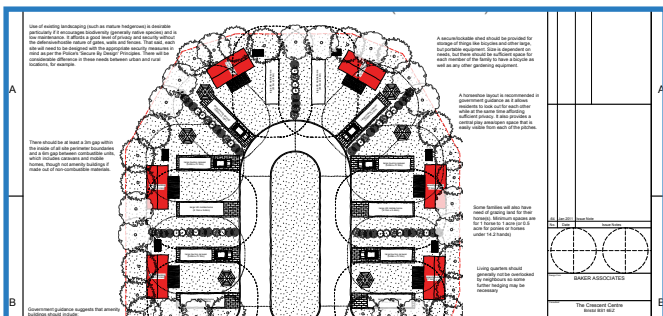 Use of existing landscaping (such as mature hedgerows) is desirable
particularly if it encourages biodiversity (generally native species) and is
low maintenance. It affords a good level of privacy and security without
the defensive/hostile nature of gates, walls and fences. That said, each
site will need to be designed with the appropriate security measures in
mind as per the Police's 'Secure By Design' Principles. There will be
considerable difference in these needs between urban and rural
locations, for example.
A secure/lockable shed should be provided for
storage of things like bicycles and other large,
but portable equipment. Size is dependent on
needs, but there should be sufficient space for
each member of the family to have a bicycle as
well as any other gardening equipment.
A
A
A horseshoe layout is recommended in
government guidance as it allows
residents to look out for each other
while at the same time affording
sufficient privacy. It also provides a
central play area/open space that is
easily visible from each of the pitches.
There should be at least a 3m gap within
the inside of all site perimeter boundaries
and a 6m gap between combustible units,
which includes caravans and mobile
homes, though not amenity buildings if
made out of non-combustible materials.
Some families will also have
need of grazing land for their
horse(s). Minimum spaces are
for 1 horse to 1 acre (or 0.5
acre for ponies or horses
under 14:2 hands)
Living quarters should
generally not be overlooked
by neighbours so some
further hedging may be
necessary.
Jan 2011 Issue Note
No. Date Issue Notes
BAKER ASSOCIATES
The Crescent Centre
Bristol BS1 6EZ
B
Government guidance suggests that amenity
buildings should include: